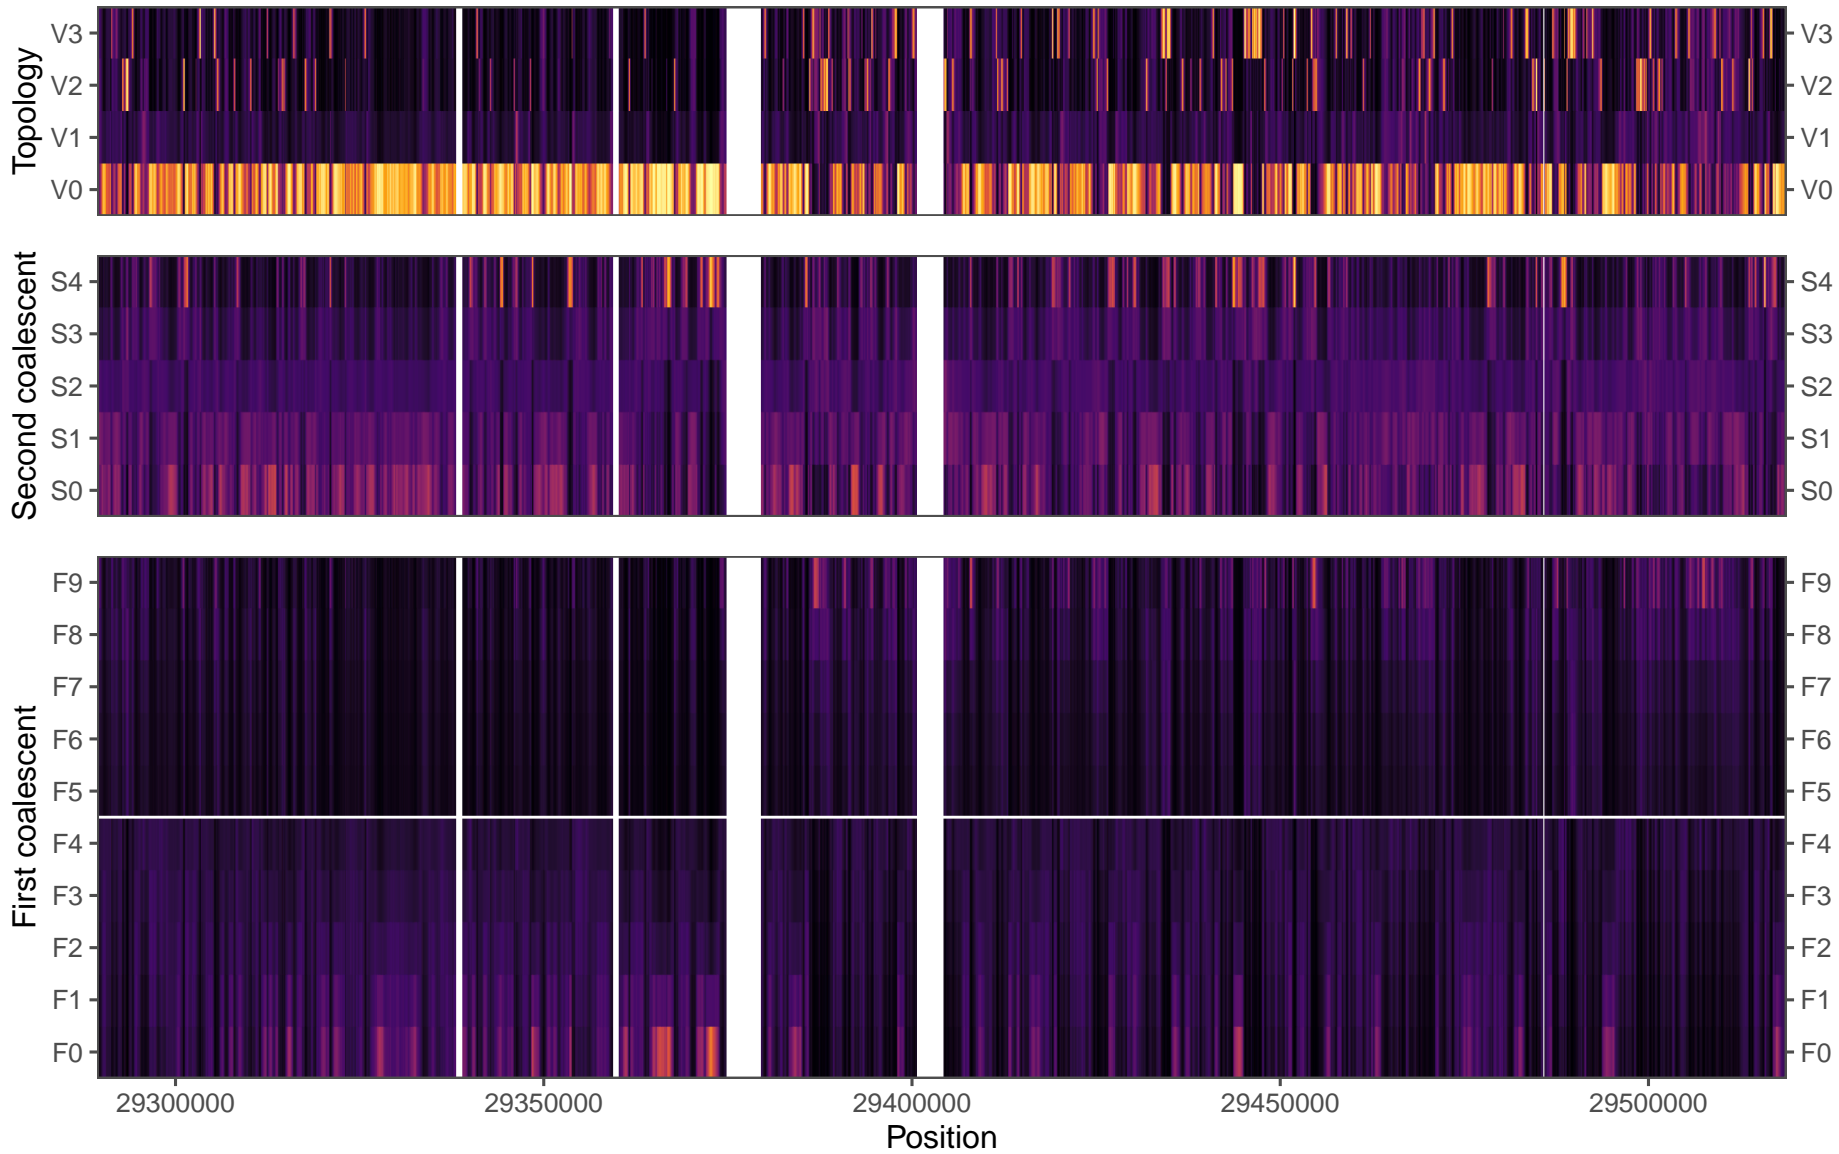 Topology
V3
V2
V1
V0
V3
V2
V1
V0
Second coalescent
S4
S3
S2
S1
S0
S4
S3
S2
S1
S0
First coalescent
F9
F8
F7
F6
F5
F4
F3
F2
F1
F0
F9
F8
F7
F6
F5
F4
F3
F2
F1
F0
29300000 29350000 29400000 29450000 29500000
Position